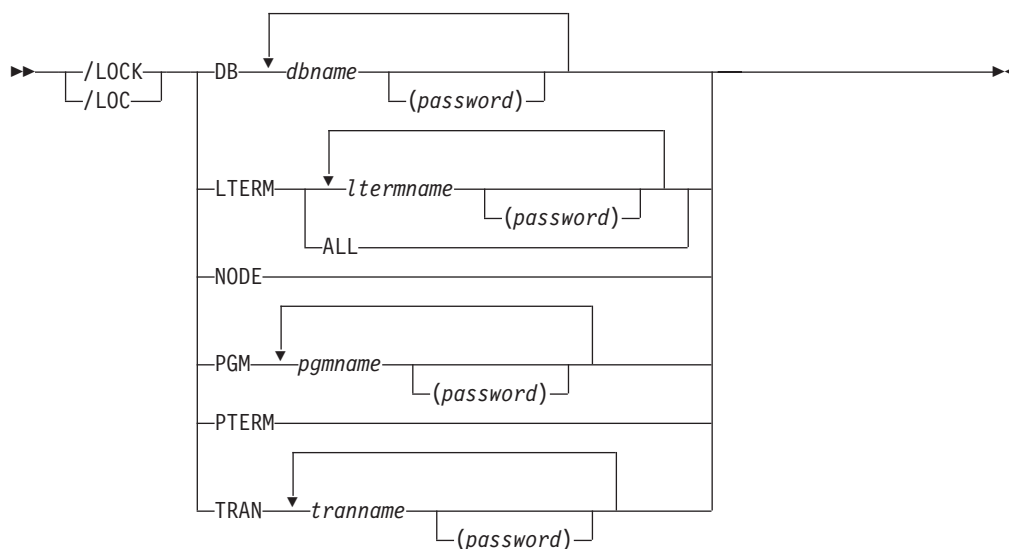 /LOCK DB dbname
/LOC (password)
LTERM ltermname
(password)
ALL
NODE
PGM pgmname
(password)
PTERM
TRAN tranname
(password)